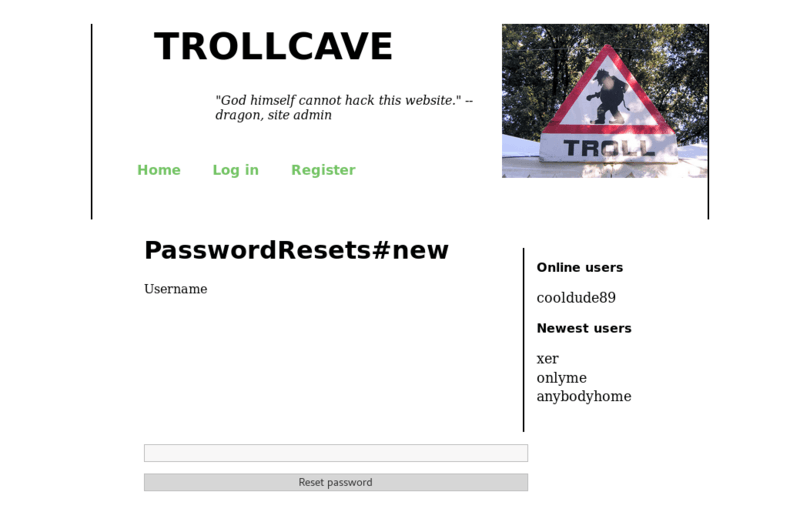 TROLLCAVE
"God himself cannot hack this website." --
dragon, site admin
TROLL
Home Log in Register
PasswordResets#new
Username
Reset password
Online users
cooldude89
Newest users
xer
onlyme
anybodyhome